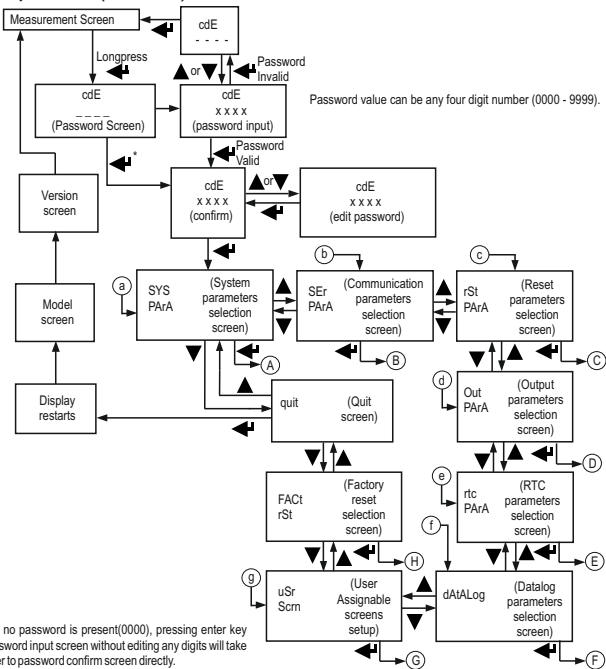 Measurement Screen
cdE
- - - -
Longpress
or
Password
Invalid
cdE
_ _ _ _
(Password Screen)
cdE
x x x x
(password input)
Password value can be any four digit number (0000 - 9999).
*
Password
Valid
Version
screen
cdE
x x x x
(confirm)
or
cdE
x x x x
(edit password)
a
SYS
PArA
(System
parameters
selection
screen)
b
SEr
PArA
(Communication
parameters
selection
screen)
c
rSt
PArA
(Reset
parameters
selection
screen)
Model
screen
A
B
C
Display
restarts
quit
(Quit
screen)
d
Out
PArA
(Output
parameters
selection
screen)
D
FACt
rSt
(Factory
reset
selection
screen)
e
rtc
PArA
(RTC
parameters
selection
screen)
H
f
E
g
uSr
Scrn
(User
Assignable
screens
setup)
dAtALog
(Datalog
parameters
selection
screen)
G
F
no password is present(0000), pressing enter key
sword input screen without editing any digits will take
er to password confirm screen directly.